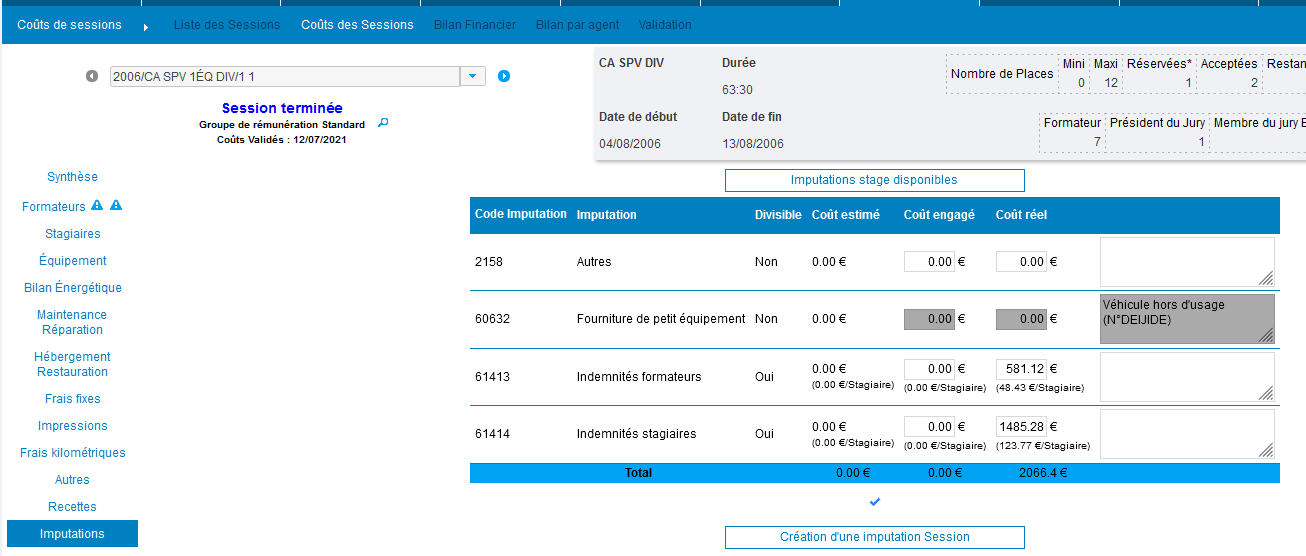 Coûts de sessions Liste des Sessions Coûts des Sessions Bilan Financier Bilan par agent Validation
2006/CA SPV 1ÉQ DIV/1 1
Session terminée
Groupe de rémunération Standard
Coûts Validés : 12/07/2021
CA SPV DIV Durée
63:30
Date de début Date de fin
04/08/2006 13/08/2006
Nombre de Places Mini Maxi Réservées* Acceptées Restan
0 12 1 2
Formateur Président du Jury Membre du jury E
7 1
Synthèse
Formateurs
Stagiaires
Équipement
Bilan Énergétique
Maintenance
Réparation
Hébergement
Restauration
Frais fixes
Impressions
Frais kilométriques
Autres
Recettes
Imputations
Imputations stage disponibles
Code Imputation Imputation Divisible Coût estimé Coût engagé Coût réel
2158 Autres Non 0.00 € 0.00 € 0.00 €
60632 Fourniture de petit équipement Non 0.00 € 0.00 € 0.00 € Véhicule hors d'usage
(N°DEIJIDE)
61413 Indemnités formateurs Oui 0.00 € 0.00 € 581.12 €
(0.00 €/Stagiaire) (0.00 €/Stagiaire) (48.43 €/Stagiaire)
61414 Indemnités stagiaires Oui 0.00 € 0.00 € 1485.28 €
(0.00 €/Stagiaire) (0.00 €/Stagiaire) (123.77 €/Stagiaire)
Total 0.00 € 0.00 € 2066.4 €
Création d'une imputation Session